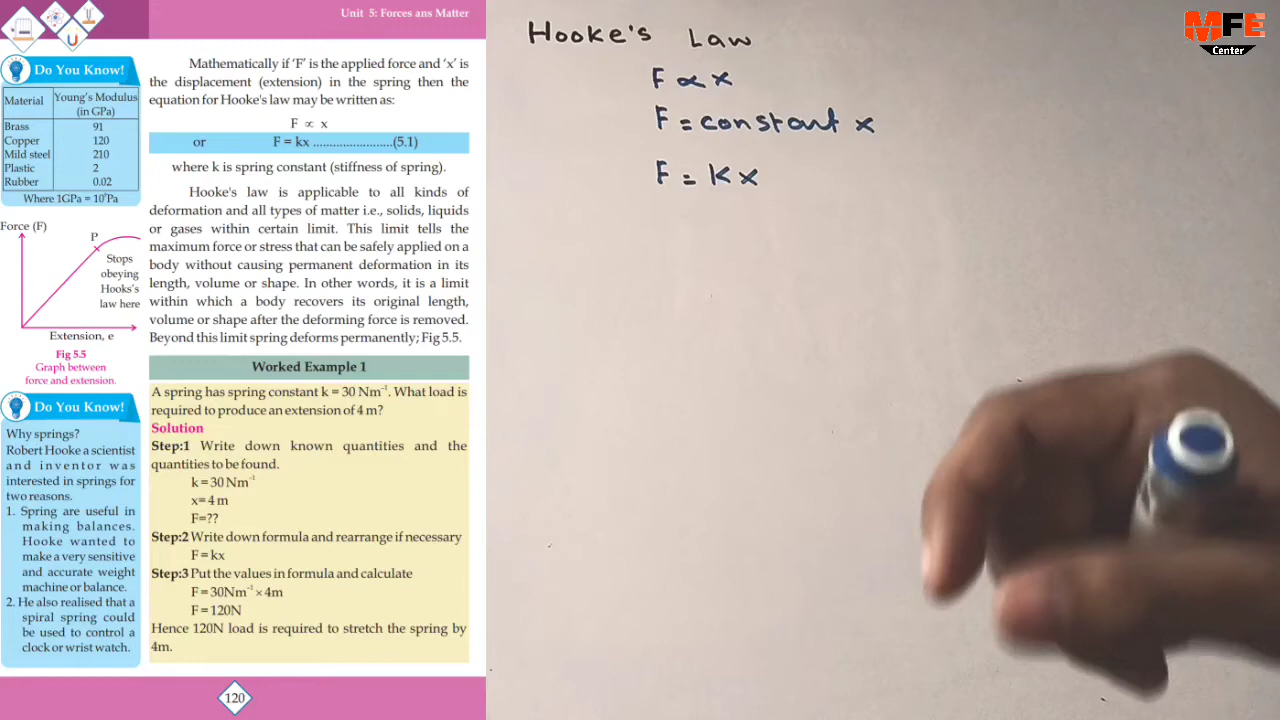 Unit 5: Forces ans Matter
Do You Know!
Material Young's Modulus
(in GPa)
Brass 91
Copper 120
Mild steel 210
Plastic 2
Rubber 0.02
Where 1GPa = 10⁹Pa
Force (F)
P
Stops
obeying
Hooks's
law here
Extension, e
Fig 5.5
Graph between
force and extension.
Do You Know!
Why springs?
Robert Hooke a scientist
and inventor was
interested in springs for
two reasons.
1. Spring are useful in
making balances.
Hooke wanted to
make a very sensitive
and accurate weight
machine or balance.
2. He also realised that a
spiral spring could
be used to control a
clock or wrist watch.
Mathematically if 'F' is the applied force and 'x' is
the displacement (extension) in the spring then the
equation for Hooke's law may be written as:
F ∝ x
or F = kx ........................(5.1)
where k is spring constant (stiffness of spring).
Hooke's law is applicable to all kinds of
deformation and all types of matter i.e., solids, liquids
or gases within certain limit. This limit tells the
maximum force or stress that can be safely applied on a
body without causing permanent deformation in its
length, volume or shape. In other words, it is a limit
within which a body recovers its original length,
volume or shape after the deforming force is removed.
Beyond this limit spring deforms permanently; Fig 5.5.
Worked Example 1
A spring has spring constant k = 30 Nm⁻¹. What load is
required to produce an extension of 4 m?
Solution
Step:1 Write down known quantities and the
quantities to be found.
k = 30 Nm⁻¹
x= 4 m
F=??
Step:2 Write down formula and rearrange if necessary
F = kx
Step:3 Put the values in formula and calculate
F = 30Nm⁻¹ × 4m
F = 120N
Hence 120N load is required to stretch the spring by
4m.
120
Hooke's Law
F ∝ x
F = constant x
F = k x
MFE
Center